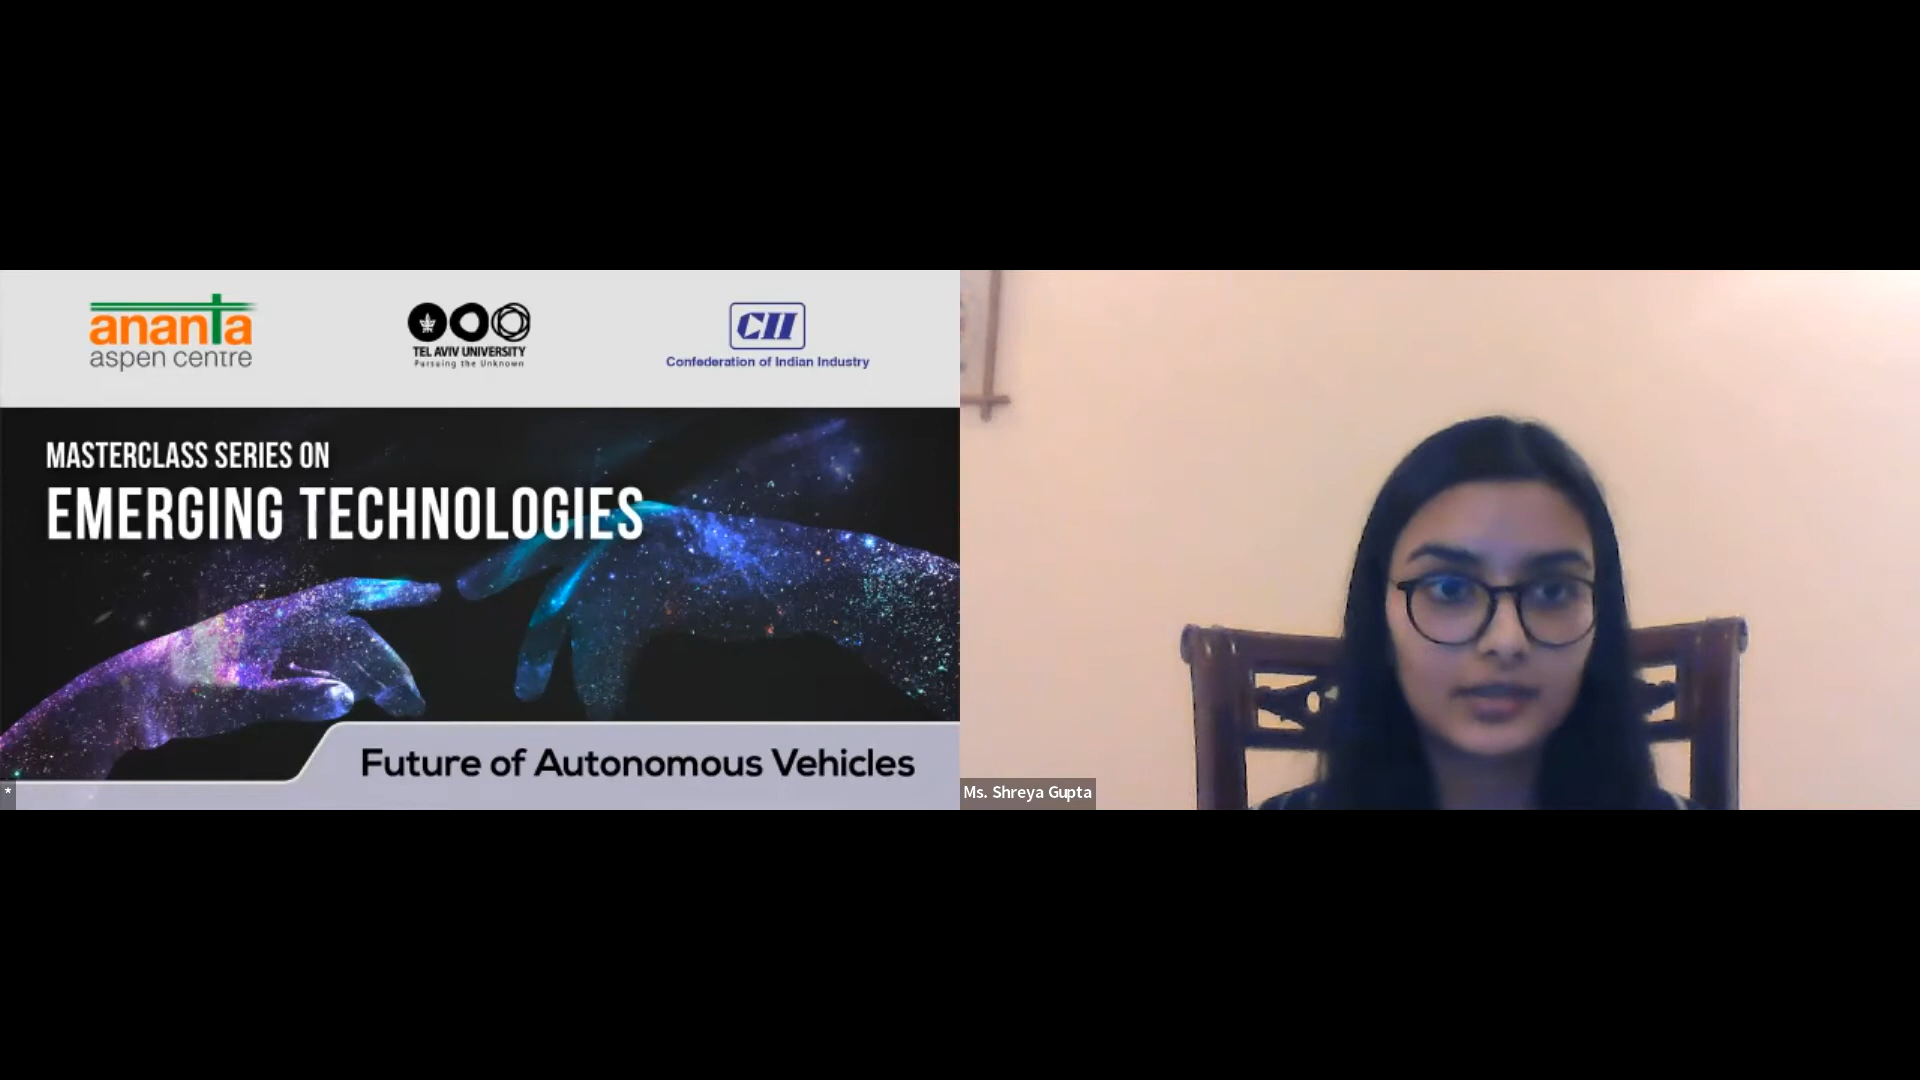 ananta
aspen centre
TEL AVIV UNIVERSITY
Pursuing the Unknown
CII
Confederation of Indian Industry
MASTERCLASS SERIES ON
EMERGING TECHNOLOGIES
Future of Autonomous Vehicles
*
Ms. Shreya Gupta